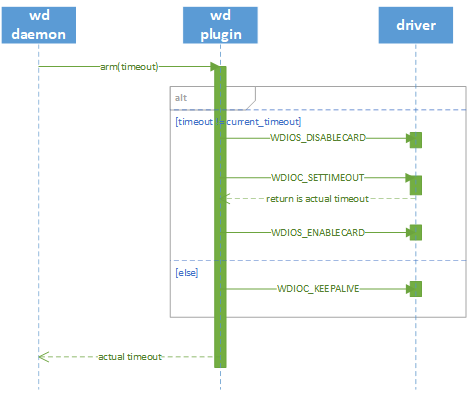 wd
daemon
wd
plugin
driver
arm(timeout)
alt
[timeout != current_timeout]
WDIOS_DISABLECARD
WDIOC_SETTIMEOUT
return is actual timeout
WDIOS_ENABLECARD
[else]
WDIOC_KEEPALIVE
actual timeout